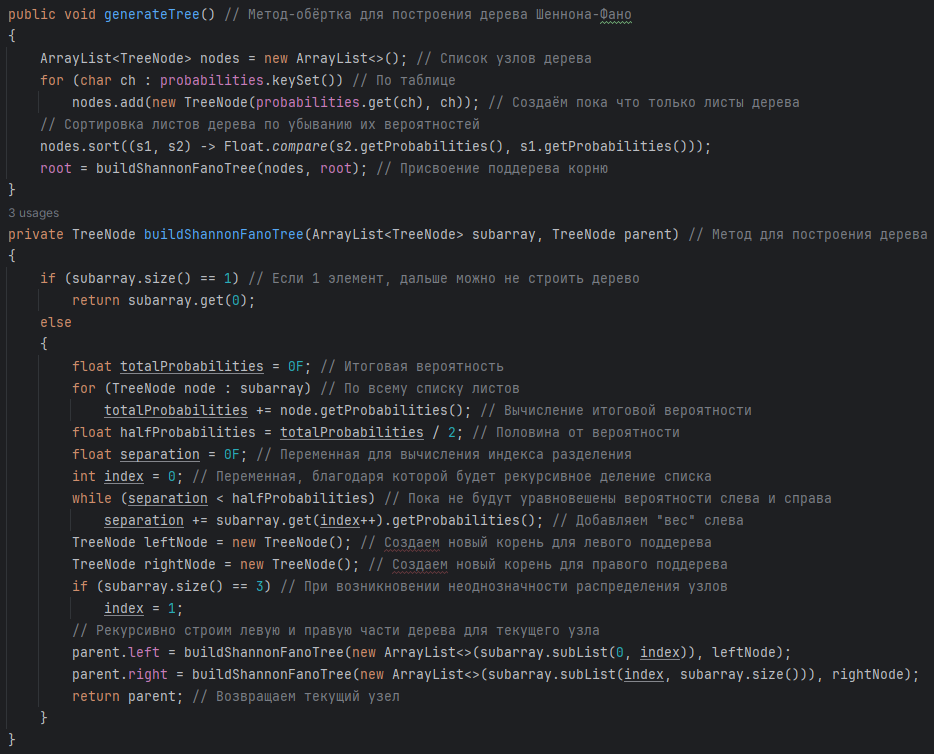 public void generateTree() // Метод-обёртка для построения дерева Шеннона-Фано
{
    ArrayList<TreeNode> nodes = new ArrayList<>(); // Список узлов дерева
    for (char ch : probabilities.keySet()) // По таблице
        nodes.add(new TreeNode(probabilities.get(ch), ch)); // Создаём пока что только листы дерева
    // Сортировка листов дерева по убыванию их вероятностей
    nodes.sort((s1, s2) -> Float.compare(s2.getProbabilities(), s1.getProbabilities()));
    root = buildShannonFanoTree(nodes, root); // Присвоение поддерева корню
}
3 usages
private TreeNode buildShannonFanoTree(ArrayList<TreeNode> subarray, TreeNode parent) // Метод для построения дерева
{
    if (subarray.size() == 1) // Если 1 элемент, дальше можно не строить дерево
        return subarray.get(0);
    else
    {
        float totalProbabilities = 0F; // Итоговая вероятность
        for (TreeNode node : subarray) // По всему списку листов
            totalProbabilities += node.getProbabilities(); // Вычисление итоговой вероятности
        float halfProbabilities = totalProbabilities / 2; // Половина от вероятности
        float separation = 0F; // Переменная для вычисления индекса разделения
        int index = 0; // Переменная, благодаря которой будет рекурсивное деление списка
        while (separation < halfProbabilities) // Пока не будут уравновешены вероятности слева и справа
            separation += subarray.get(index++).getProbabilities(); // Добавляем "вес" слева
        TreeNode leftNode = new TreeNode(); // Создаем новый корень для левого поддерева
        TreeNode rightNode = new TreeNode(); // Создаем новый корень для правого поддерева
        if (subarray.size() == 3) // При возникновении неоднозначности распределения узлов
            index = 1;
        // Рекурсивно строим левую и правую части дерева для текущего узла
        parent.left = buildShannonFanoTree(new ArrayList<>(subarray.subList(0, index)), leftNode);
        parent.right = buildShannonFanoTree(new ArrayList<>(subarray.subList(index, subarray.size())), rightNode);
        return parent; // Возвращаем текущий узел
    }
}